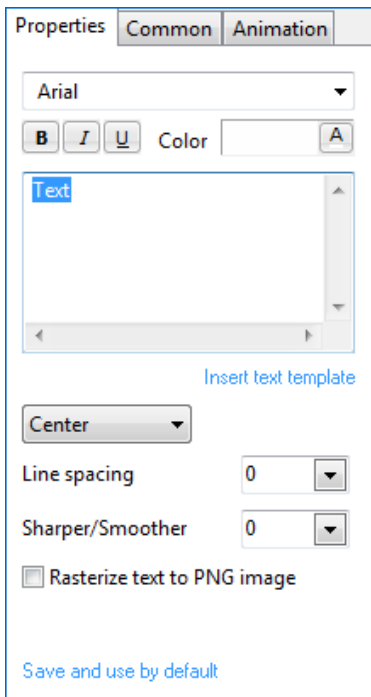 Properties Common Animation
Arial
B I U Color A
Text
Insert text template
Center
Line spacing 0
Sharper/Smoother 0
Rasterize text to PNG image
Save and use by default